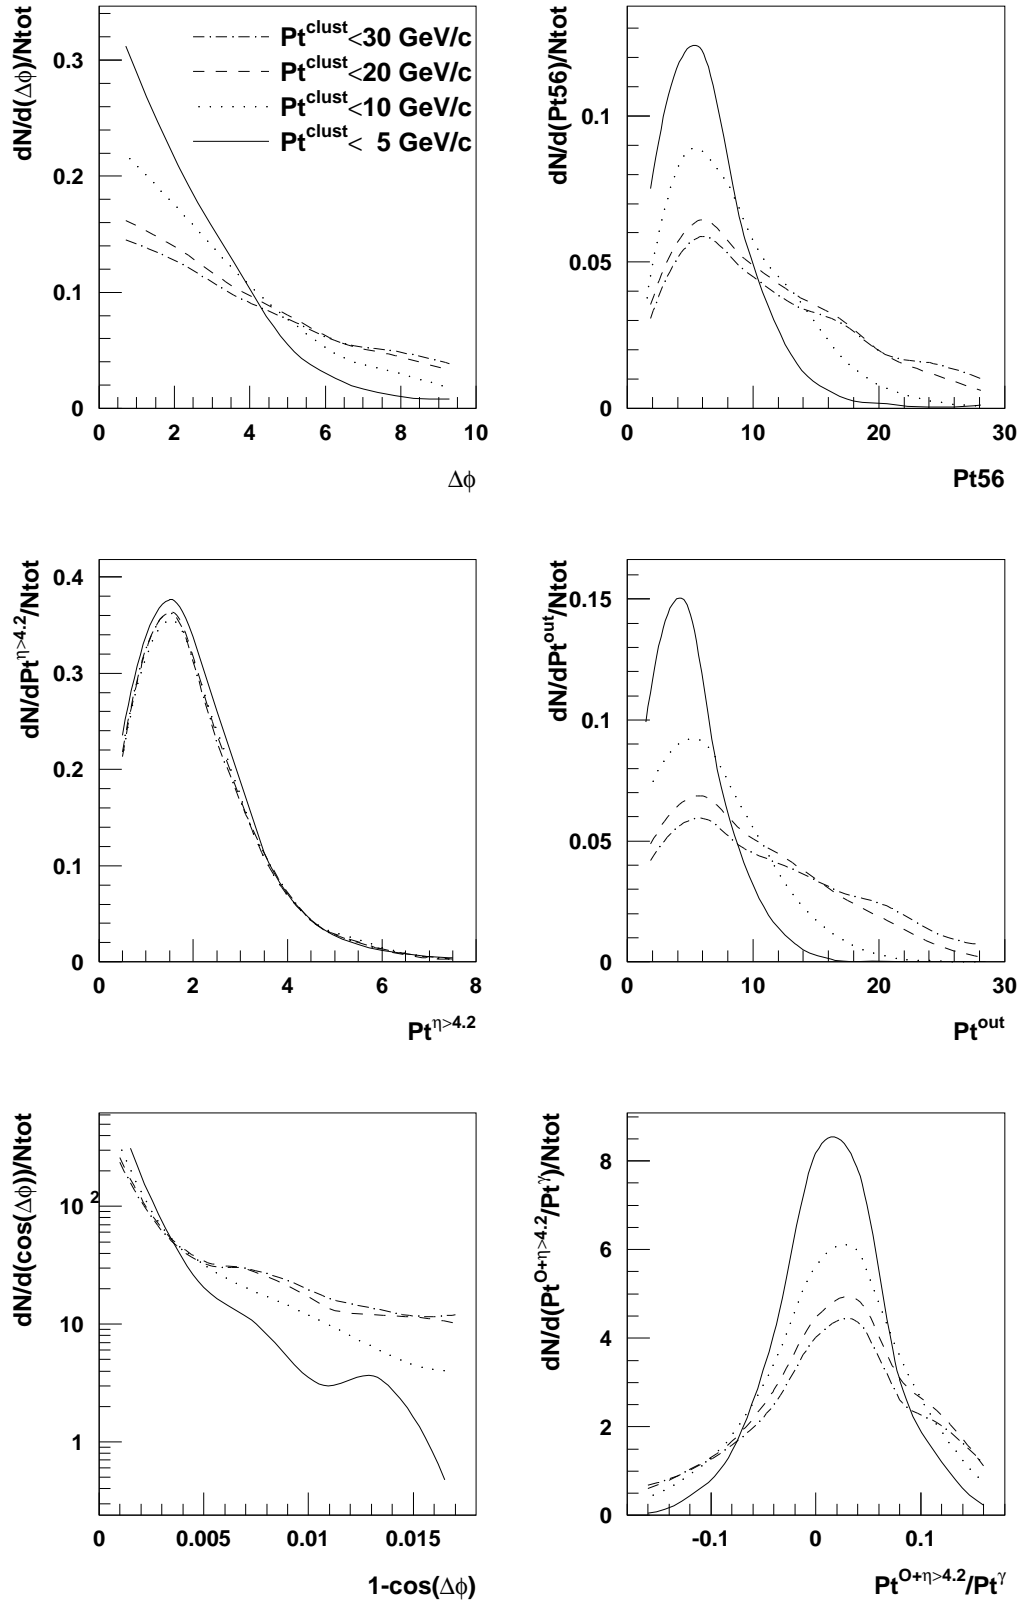 dN/d(Δϕ)/Ntot
Pt^clust<30 GeV/c
Pt^clust<20 GeV/c
Pt^clust<10 GeV/c
Pt^clust< 5 GeV/c
0.3
0.2
0.1
0
0 2 4 6 8 10
Δϕ
dN/d(Pt56)/Ntot
0.1
0.05
0
0 10 20 30
Pt56
dN/dPt^η>4.2/Ntot
0.4
0.3
0.2
0.1
0
0 2 4 6 8
Pt^η>4.2
dN/dPt^out/Ntot
0.15
0.1
0.05
0
0 10 20 30
Pt^out
dN/d(cos(Δϕ))/Ntot
10^2
10
1
0 0.005 0.01 0.015
1-cos(Δϕ)
dN/d(Pt^O+η>4.2/Pt^γ)/Ntot
8
6
4
2
0
-0.1 0 0.1
Pt^O+η>4.2/Pt^γ